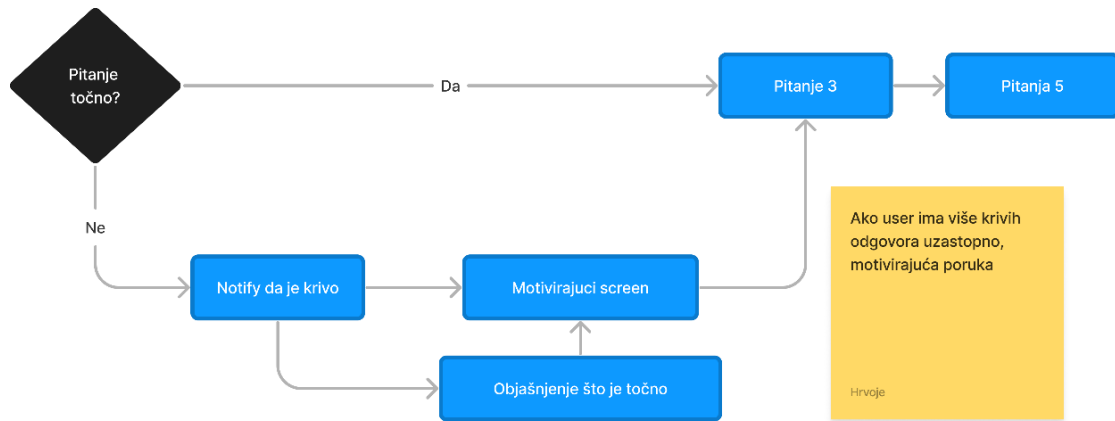 Pitanje
točno?
Da
Pitanje 3
Pitanja 5
Ne
Notify da je krivo
Motivirajuci screen
Objašnjenje što je točno
Ako user ima više krivih
odgovora uzastopno,
motivirajuća poruka
Hrvoje